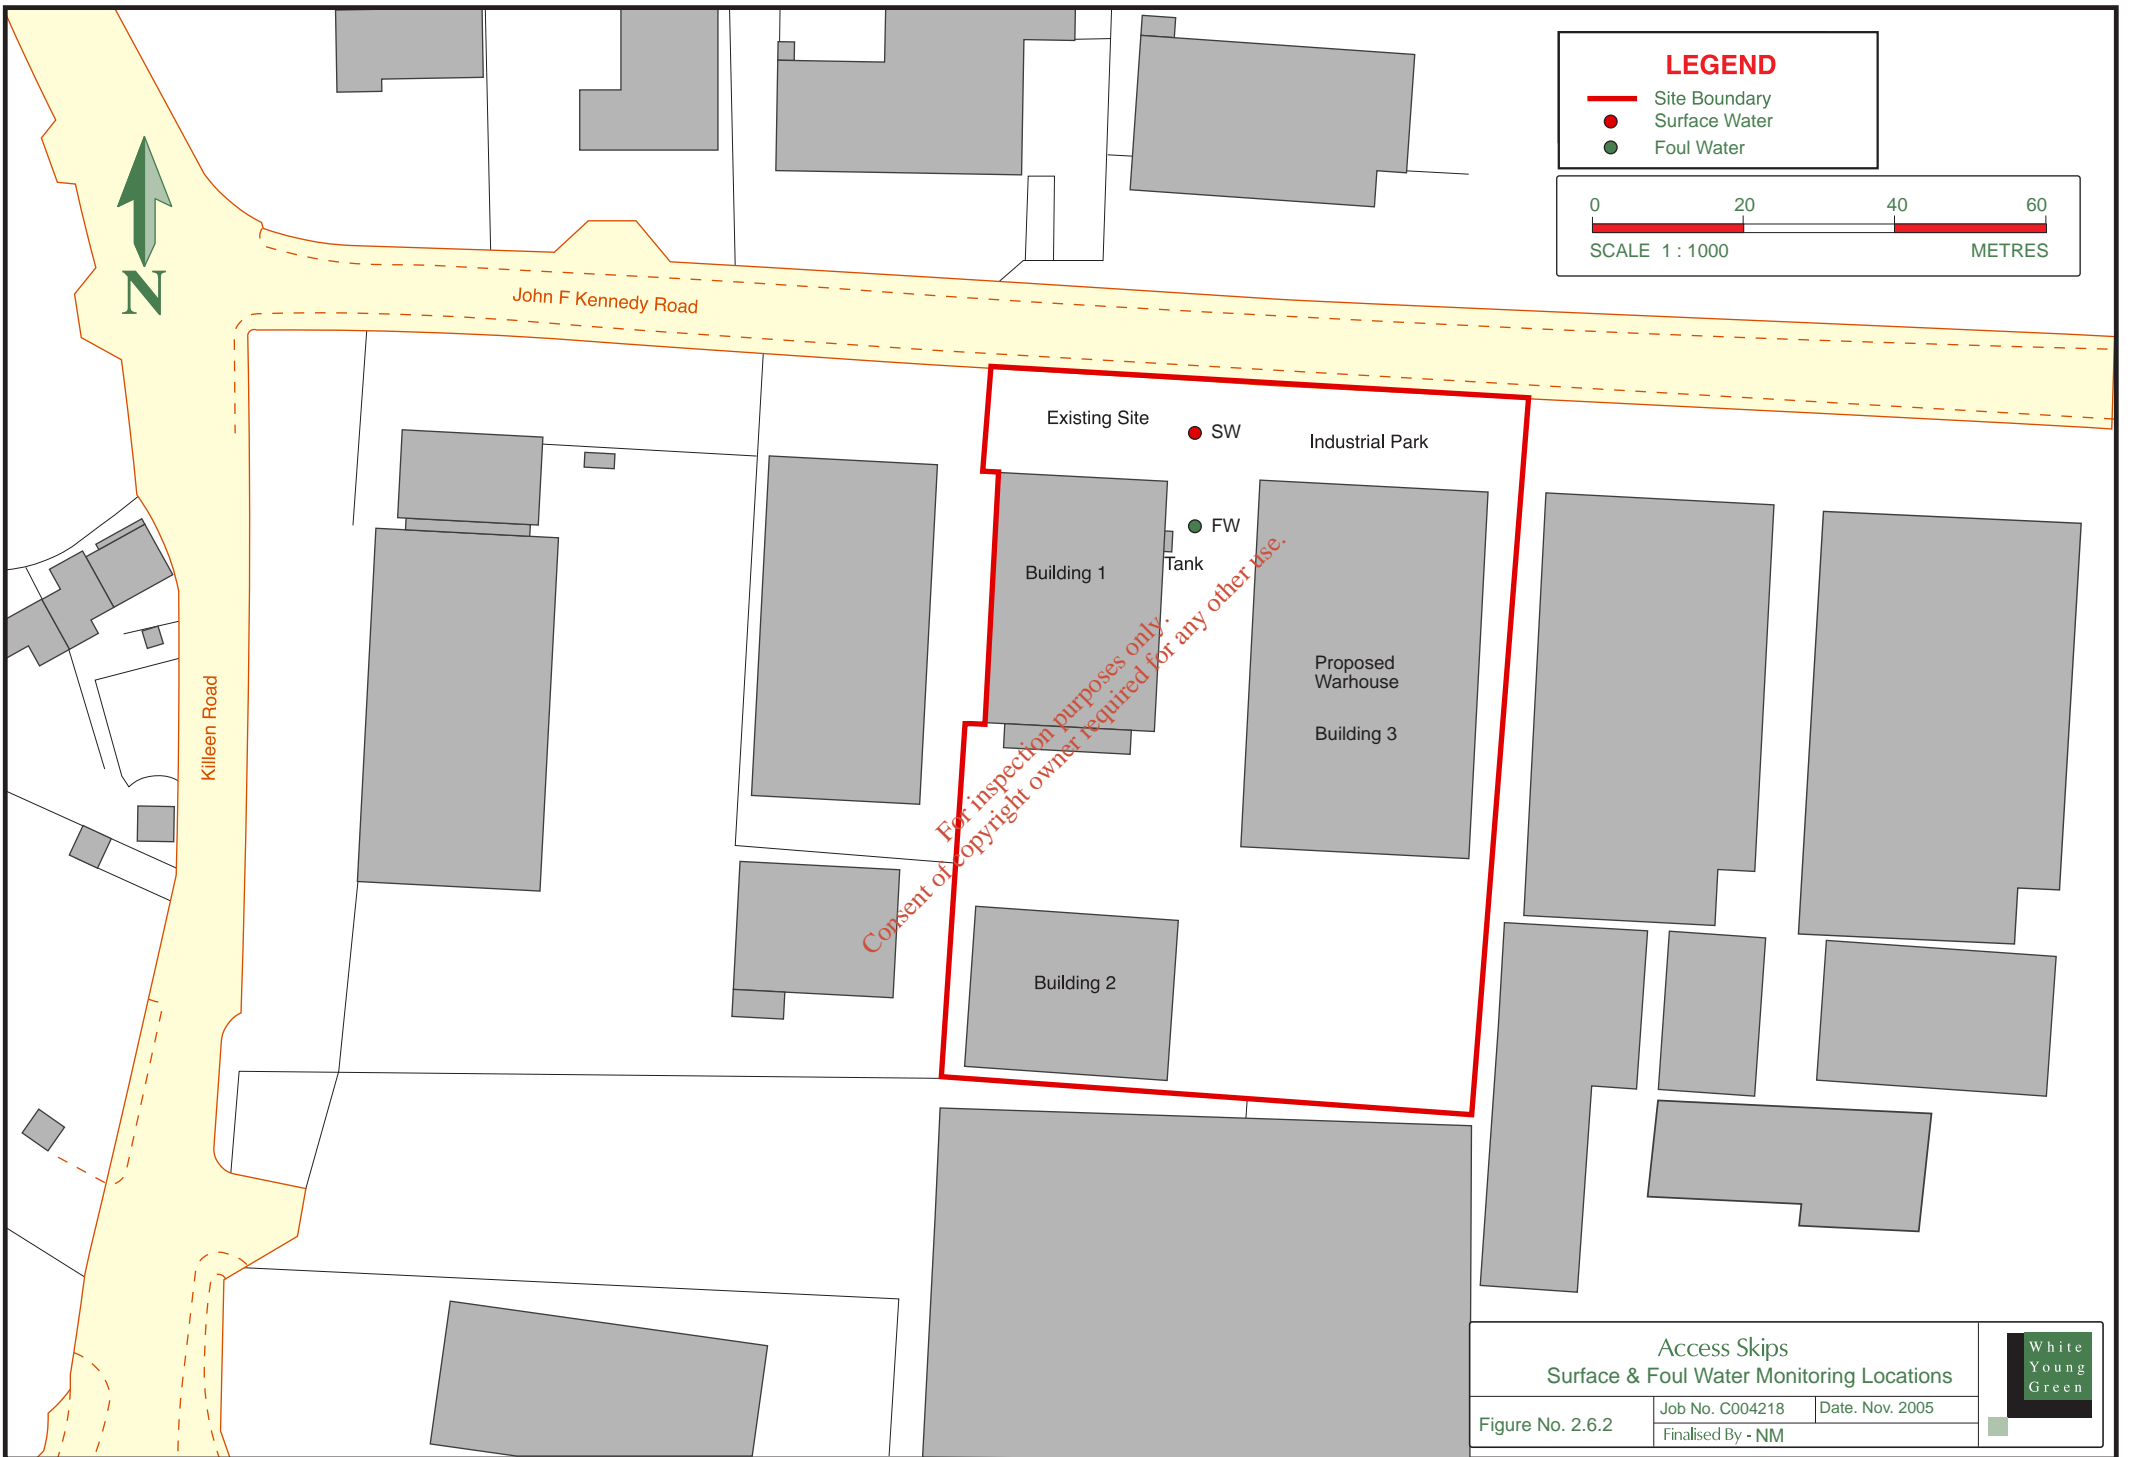 LEGEND
Site Boundary
Surface Water
Foul Water
0 20 40 60
SCALE 1 : 1000 METRES
N
John F Kennedy Road
Existing Site
SW
Industrial Park
FW
Tank
Building 1
Proposed
Warhouse
Building 3
Killeen Road
For inspection purposes only.
Consent of copyright owner required for any other use.
Building 2
Access Skips
Surface & Foul Water Monitoring Locations
Figure No. 2.6.2
Job No. C004218
Date. Nov. 2005
Finalised By - NM
White
Young
Green